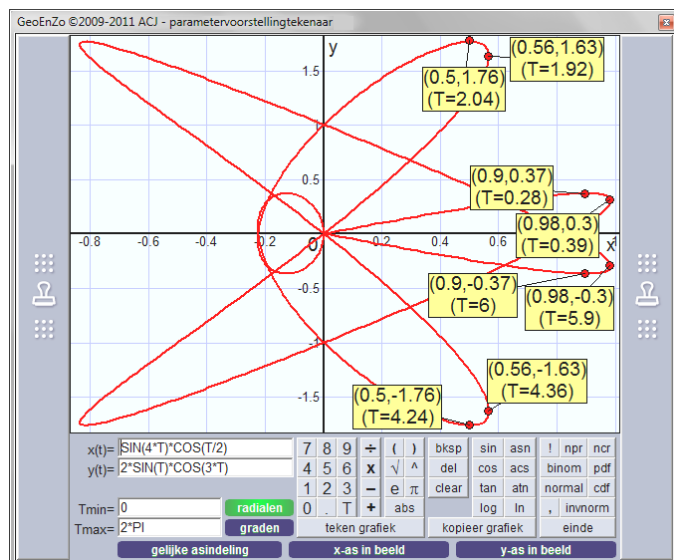 GeoEnZo ©2009-2011 ACJ - parametervoorstellingtekenaar
x
y
1.5
1
0.5
-0.5
-1
-1.5
-0.8
-0.6
-0.4
-0.2
0
0.2
0.4
0.6
1
x
(0.56,1.63)
(T=1.92)
(0.5,1.76)
(T=2.04)
(0.9,0.37)
(T=0.28)
(0.98,0.3)
(T=0.39)
(0.9,-0.37)
(T=6)
(0.98,-0.3)
(T=5.9)
(0.56,-1.63)
(T=4.36)
(0.5,-1.76)
(T=4.24)
x(t)= SIN(4*T)*COS(T/2)
y(t)= 2*SIN(T)*COS(3*T)
Tmin= 0
radialen
Tmax= 2*PI
graden
7 8 9 ÷ ( )
4 5 6 x √ ^
1 2 3 − e π
0 . T + abs
teken grafiek
bksp sin asn
del cos acs
clear tan atn
log ln
kopieer grafiek
! npr ncr
binom pdf
normal cdf
, invnorm
einde
gelijke asindeling
x-as in beeld
y-as in beeld